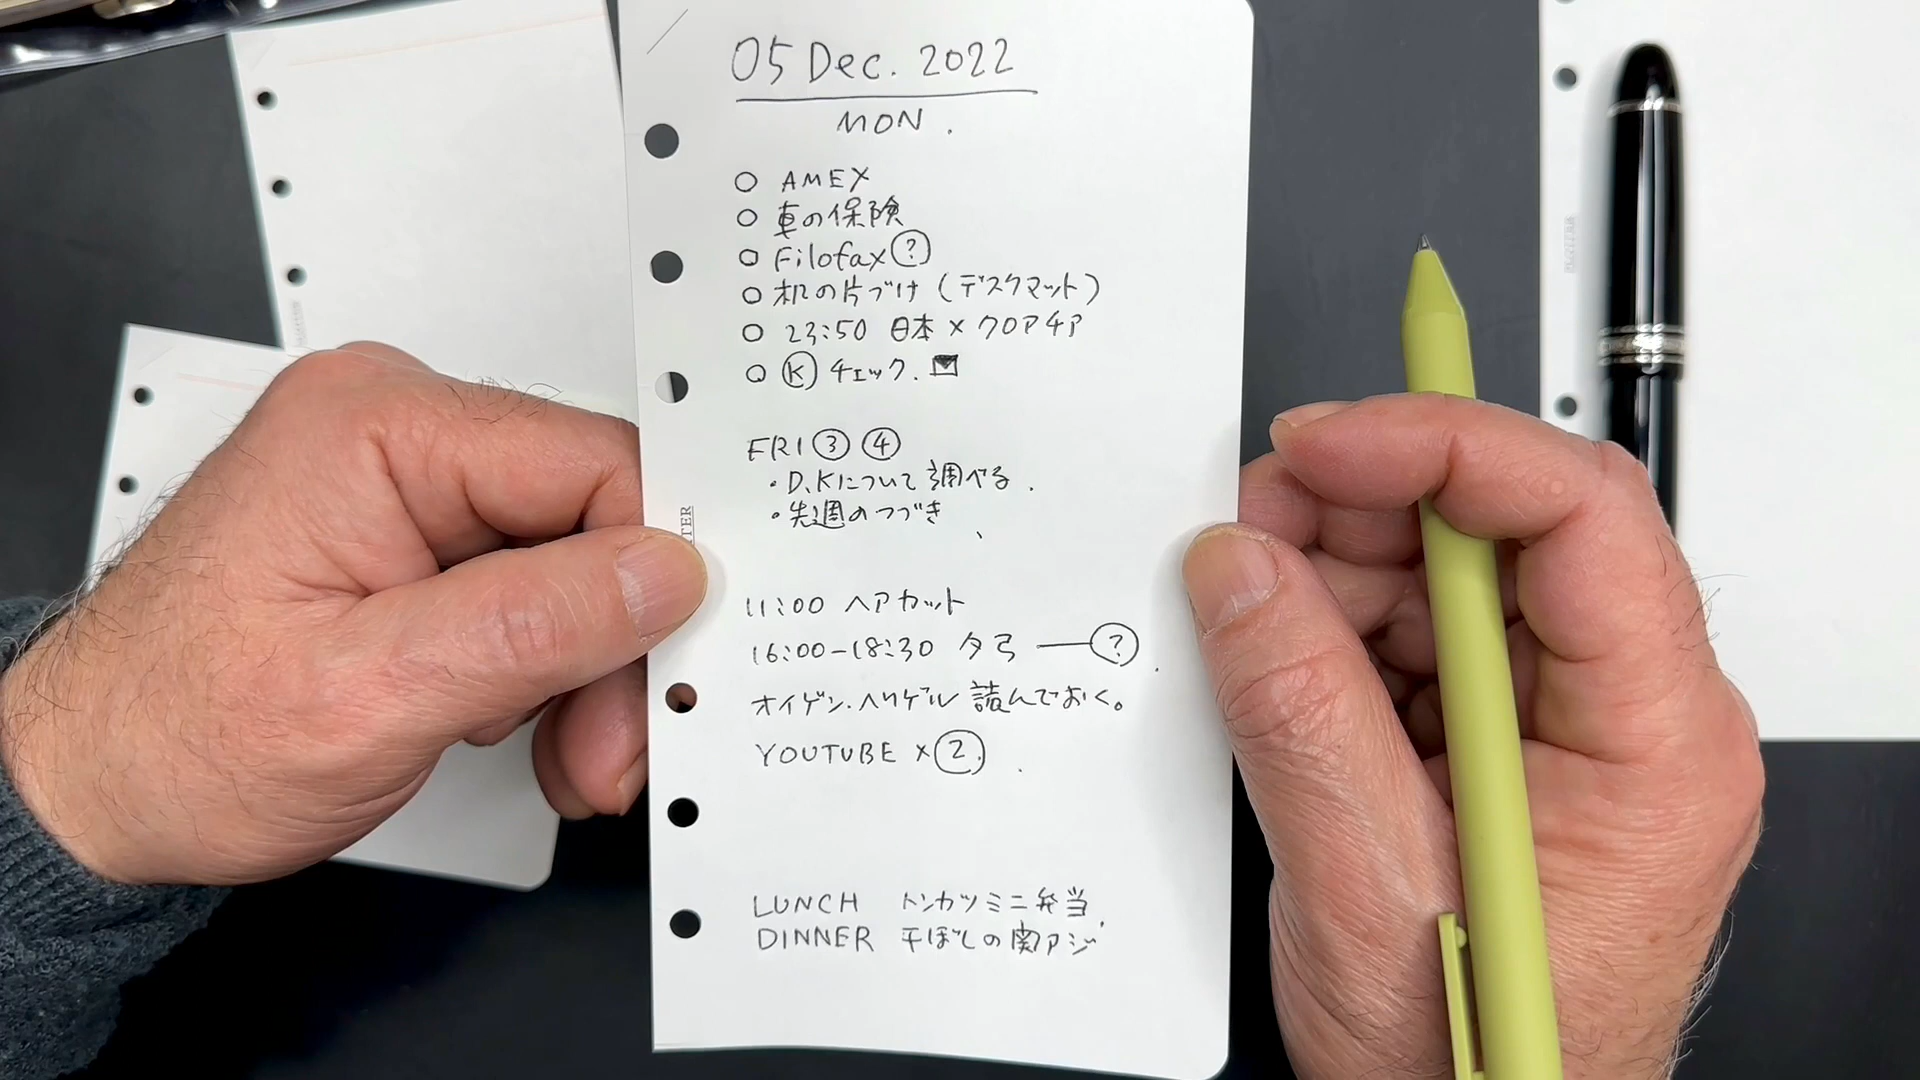 05 Dec. 2022
MON.
○ AMEX
○ 車の保険
○ Filofax ?
○ 机の片づけ (デスクマット)
○ 23:50 日本 × クロアチア
○ K チェック.
FRI ③ ④
・D.Kについて調べる.
・先週のつづき
TER
11:00 ヘアカット
16:00-18:30 夕弓 — ?
オイゲン・ヘリゲル 読んでおく。
YOUTUBE × ②
LUNCH トンカツミニ弁当
DINNER 干ぼしの関アジ